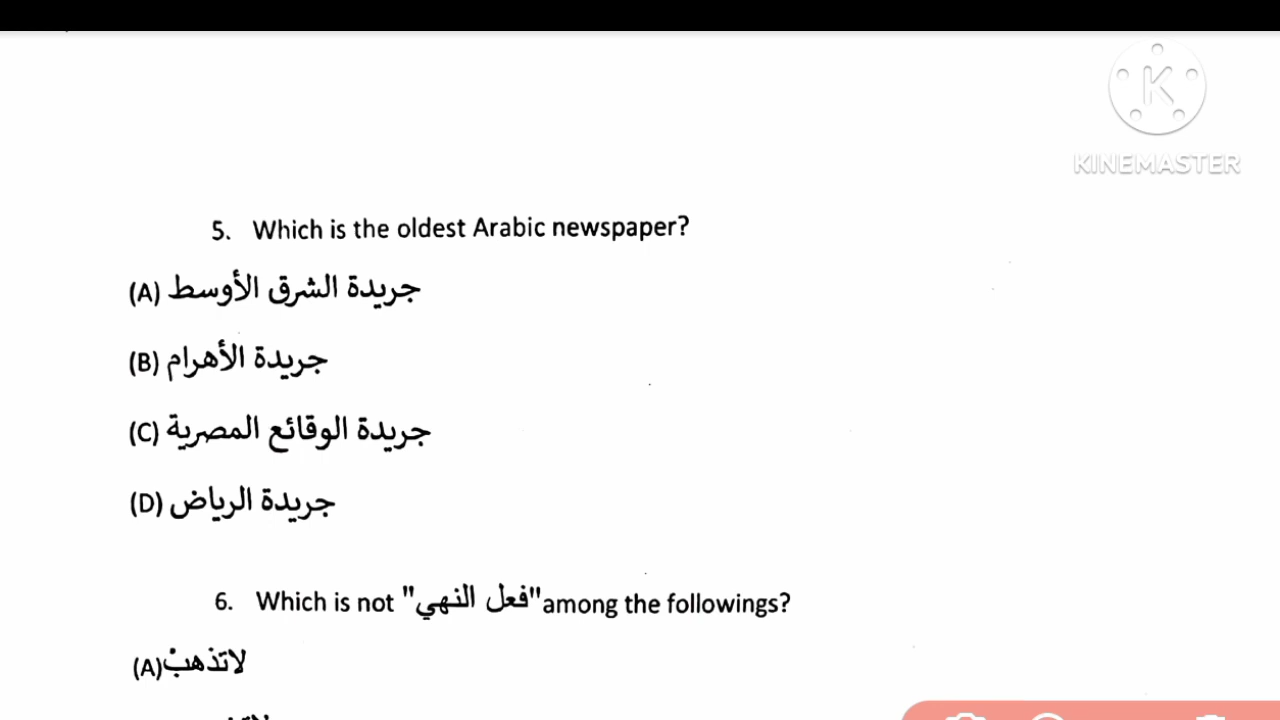 KINEMASTER
5. Which is the oldest Arabic newspaper?
(A) جريدة الشرق الأوسط
(B) جريدة الأهرام
(C) جريدة الوقائع المصرية
(D) جريدة الرياض
6. Which is not "فعل النهي" among the followings?
(A) لاتذهبْ